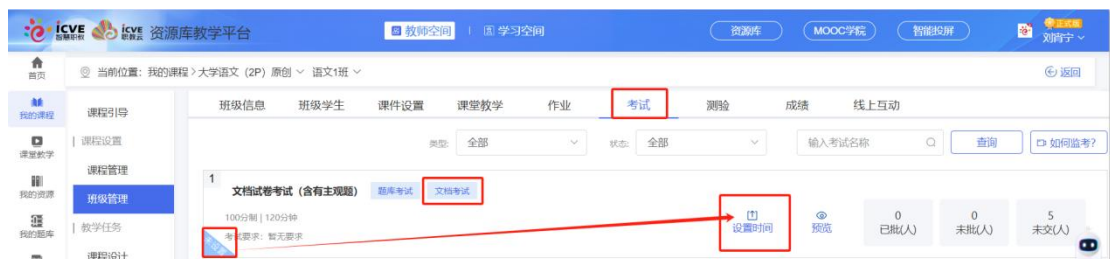 icve 智慧职教 icve 职教云 资源库教学平台 教师空间 学习空间 资源库 MOOC学院 智能投屏 正式版 刘肖宁
首页 当前位置：我的课程 > 大学语文（2P）原创 语文1班 返回
我的课程 课程引导 班级信息 班级学生 课件设置 课堂教学 作业 考试 测验 成绩 线上互动
课堂教学 课程设置 类型: 全部 状态: 全部 输入考试名称 查询 如何监考?
我的资源 课程管理
班级管理 1 文档试卷考试（含有主观题） 题库考试 文档考试
我的题库 教学任务 100分制 | 120分钟 设置时间 预览 0 已批(人) 0 未批(人) 5 未交(人)
考试要求：暂无要求
课程设计